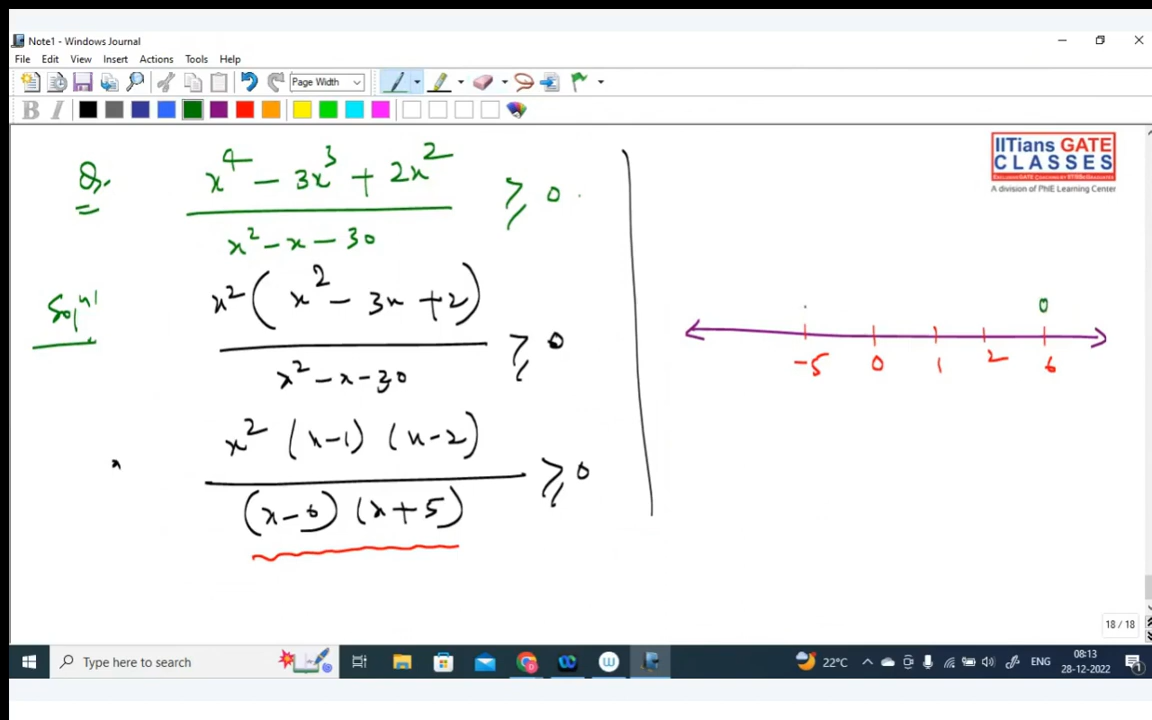 Note1 - Windows Journal
File Edit View Insert Actions Tools Help
Page Width
B I
Q. x⁴ - 3x³ + 2x² / x² - x - 30 ≥ 0
IITians GATE
CLASSES
A division of PhIE Learning Center
Solⁿ! x² ( x² - 3x + 2 ) / x² - x - 30 ≥ 0
x² (x-1) (x-2) / (x-6) (x+5) ≥ 0
0
-5 0 1 2 6
18 / 18
Type here to search
22°C
ENG
08:13
28-12-2022
1